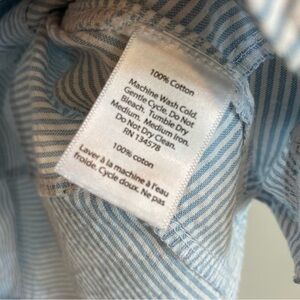 100% Cotton
Machine Wash Cold.
Gentle Cycle. Do Not
Bleach. Tumble Dry
Medium. Medium Iron.
Do Not Dry Clean.
RN 134578
100% coton
Laver à la machine à l'eau
froide. Cycle doux. Ne pas